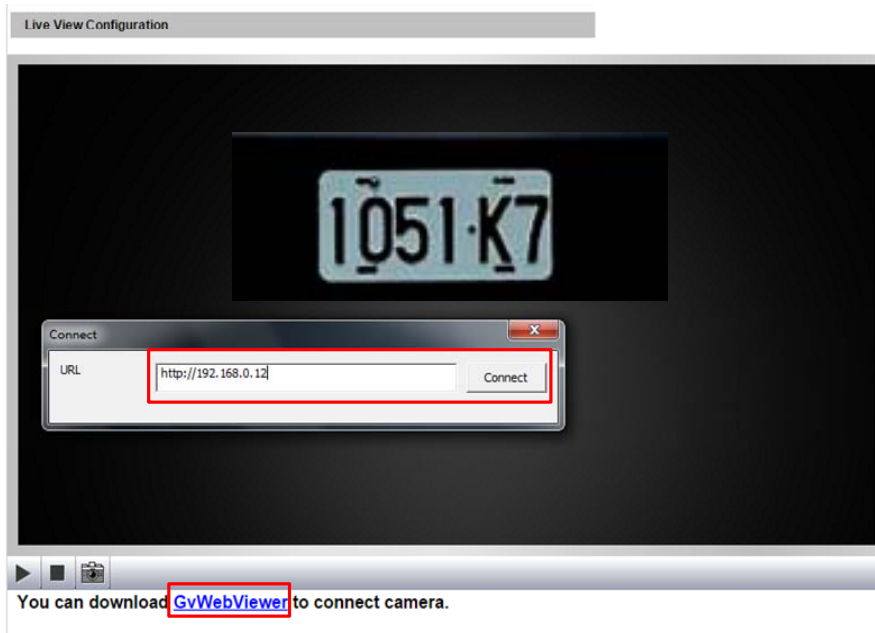 Live View Configuration
1051·K7
Connect
URL
http://192.168.0.12
Connect
You can download GvWebViewer to connect camera.